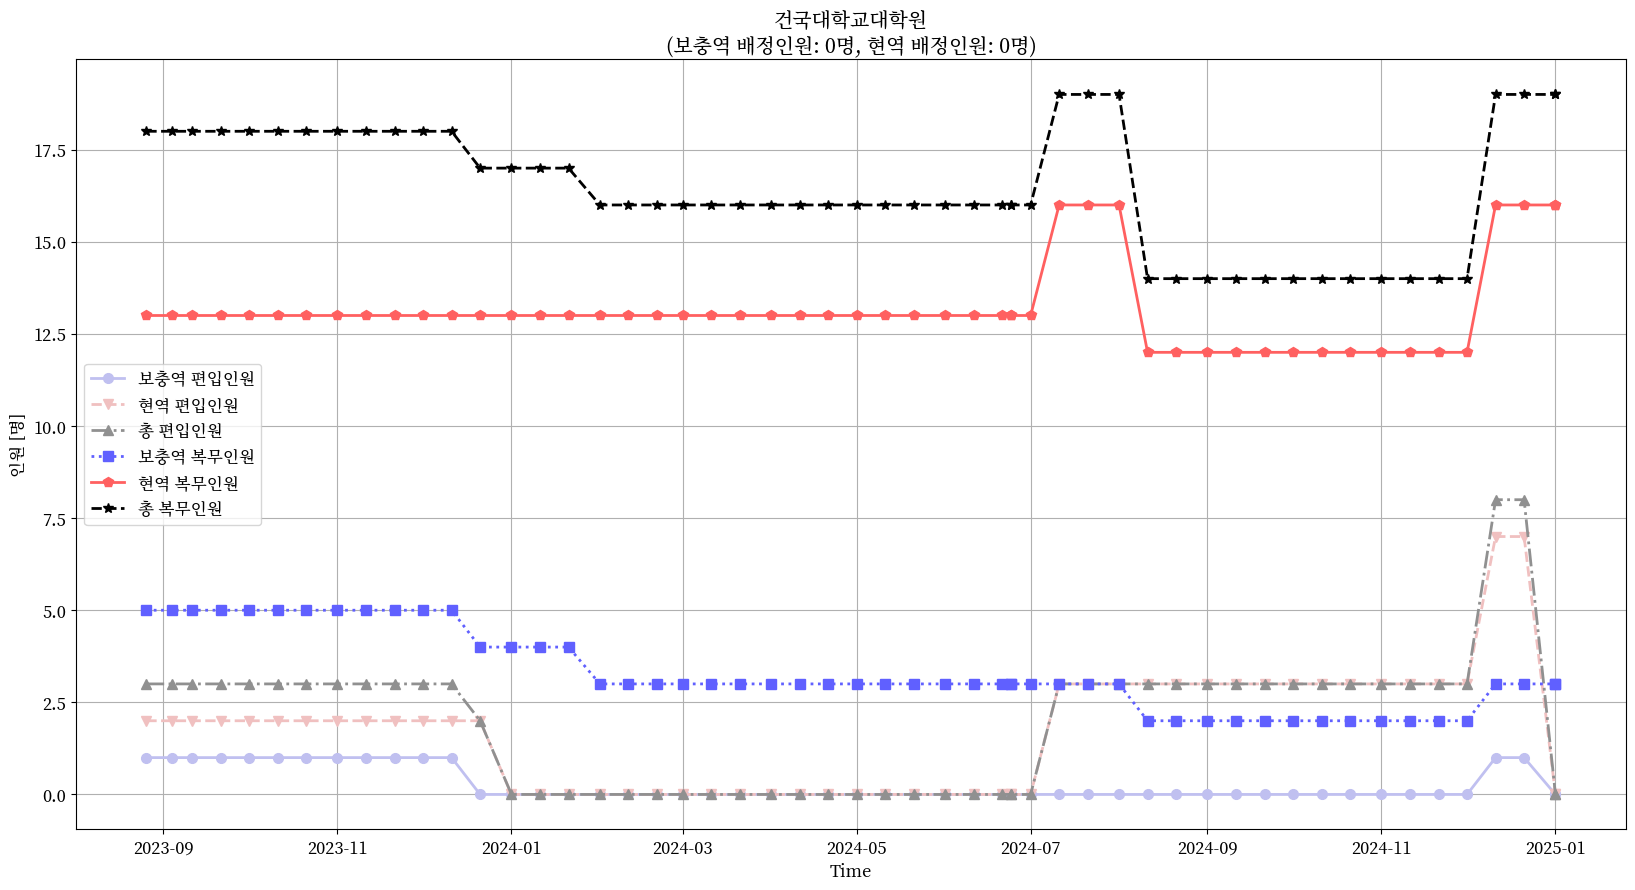 건국대학교대학원
(보충역 배정인원: 0명, 현역 배정인원: 0명)
인원 [명]
17.5
15.0
12.5
10.0
7.5
5.0
2.5
0.0
보충역 편입인원
현역 편입인원
총 편입인원
보충역 복무인원
현역 복무인원
총 복무인원
2023-09
2023-11
2024-01
2024-03
2024-05
2024-07
2024-09
2024-11
2025-01
Time